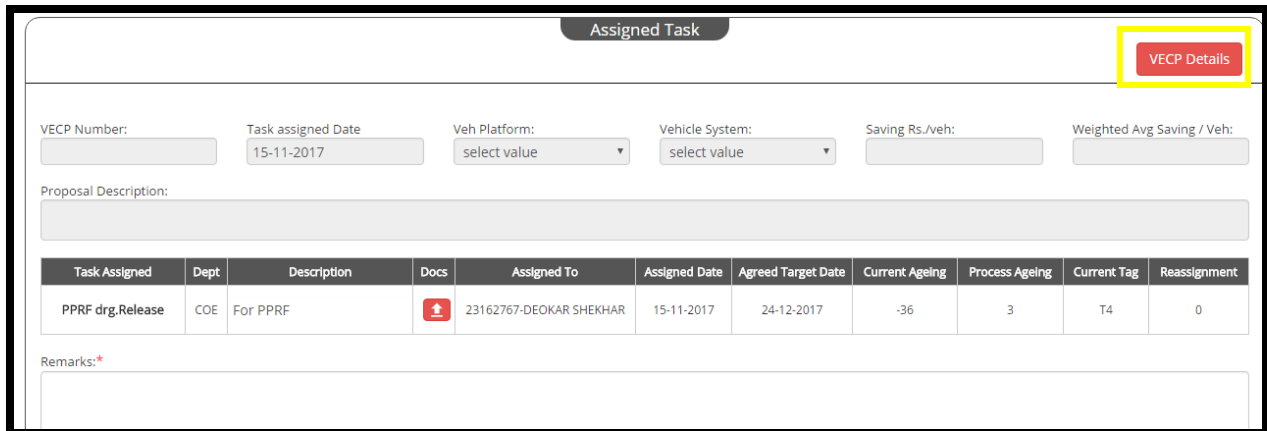 Assigned Task
VECP Details
VECP Number: Task assigned Date Veh Platform: Vehicle System: Saving Rs./veh: Weighted Avg Saving / Veh:
15-11-2017 select value select value
Proposal Description:
Task Assigned Dept Description Docs Assigned To Assigned Date Agreed Target Date Current Ageing Process Ageing Current Tag Reassignment
PPRF drg.Release COE For PPRF 23162767-DEOKAR SHEKHAR 15-11-2017 24-12-2017 -36 3 T4 0
Remarks:*